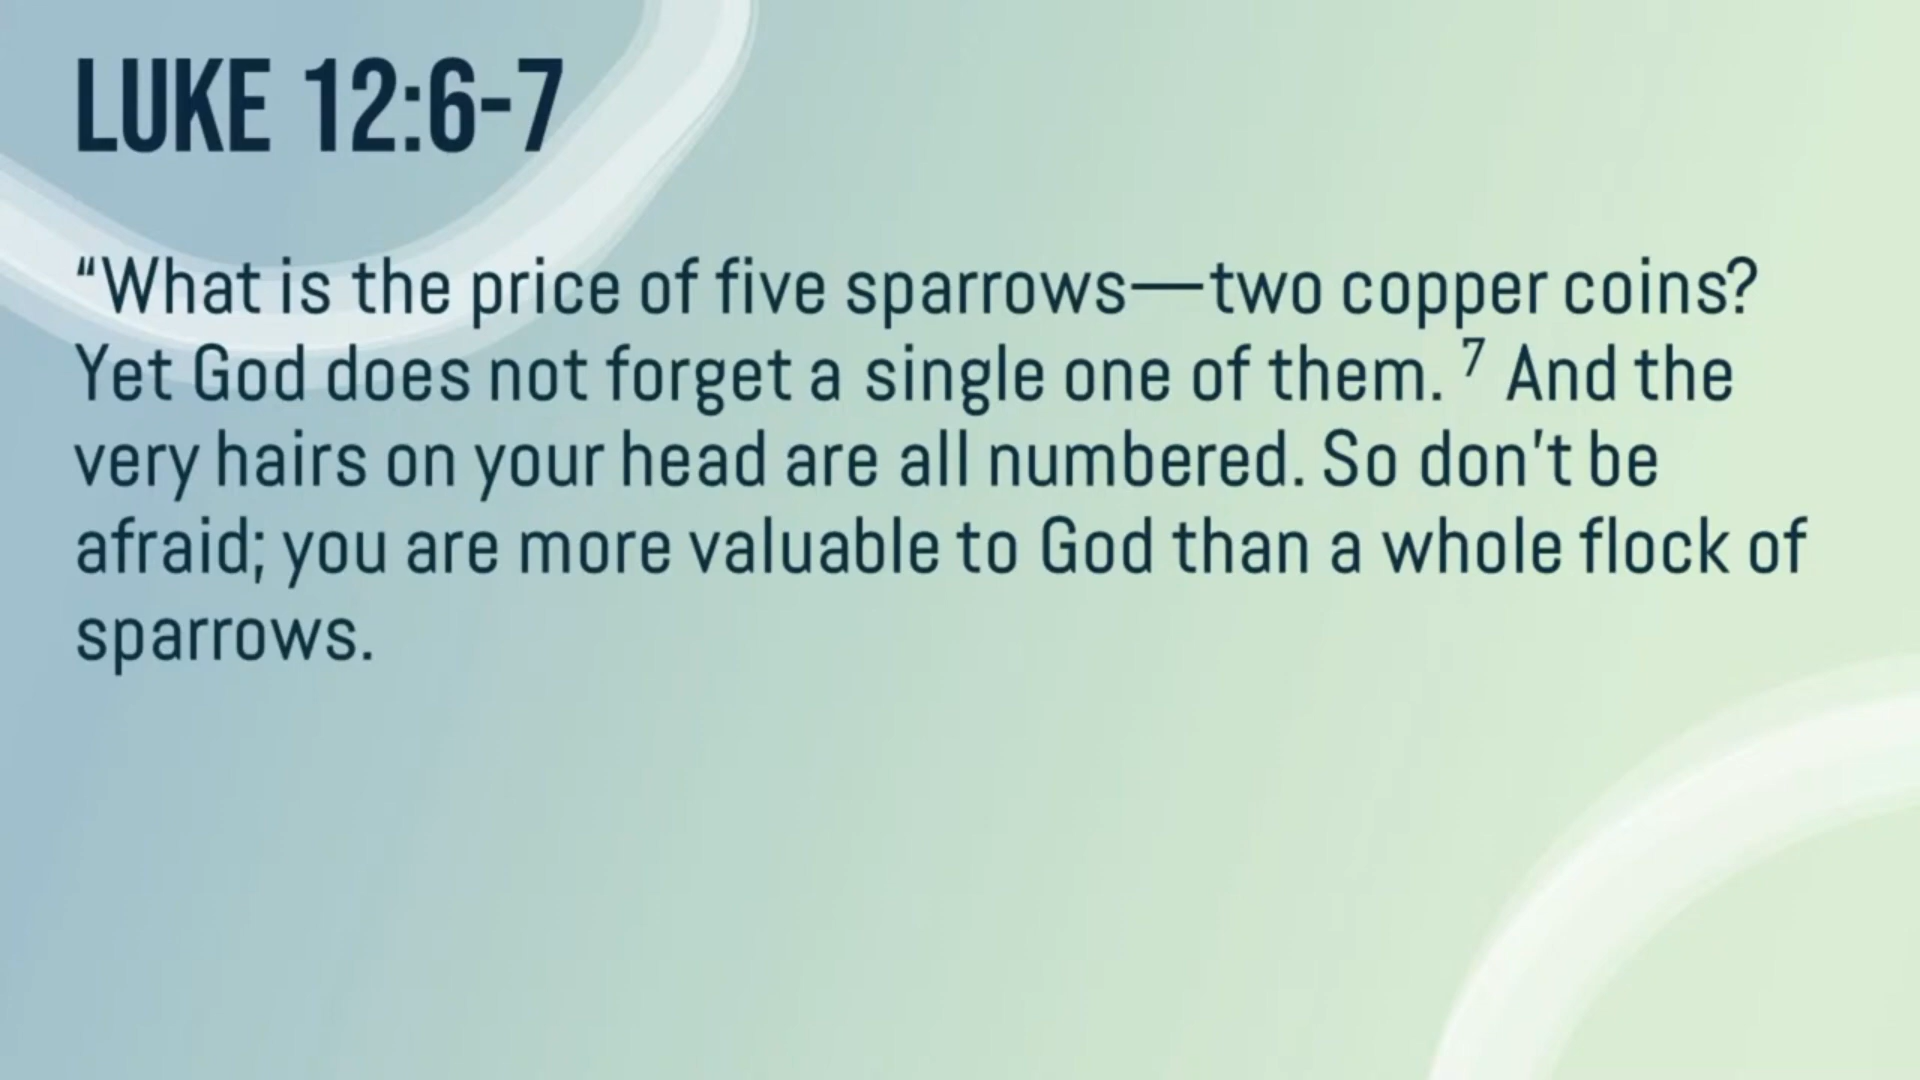 LUKE 12:6-7
“What is the price of five sparrows—two copper coins?
Yet God does not forget a single one of them. ⁷ And the
very hairs on your head are all numbered. So don’t be
afraid; you are more valuable to God than a whole flock of
sparrows.